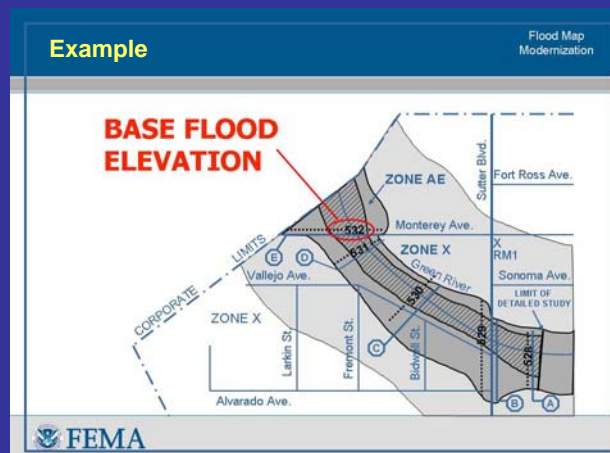 Example
Flood Map
Modernization
BASE FLOOD
ELEVATION
ZONE AE
Sutter Blvd.
Fort Ross Ave.
532
Monterey Ave.
E
D
531
ZONE X
X
RM1
CORPORATE LIMITS
Green River
Vallejo Ave.
Sonoma Ave.
530
LIMIT OF
DETAILED STUDY
ZONE X
Larkin St.
Fremont St.
Bidwell St.
C
529
528
Alvarado Ave.
B
A
FEMA